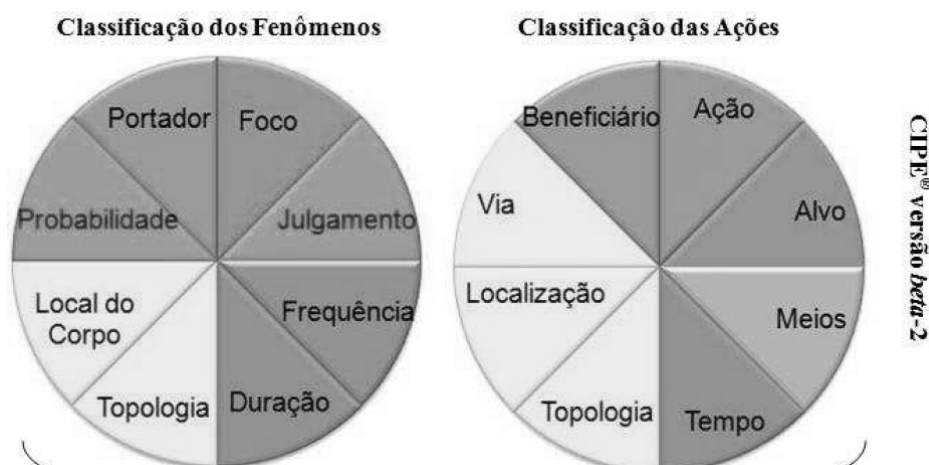 Classificação dos Fenômenos
Portador
Foco
Probabilidade
Julgamento
Local do
Corpo
Frequência
Topologia
Duração
Classificação das Ações
Beneficiário
Ação
Via
Alvo
Localização
Meios
Topologia
Tempo
CIPE® versão beta-2